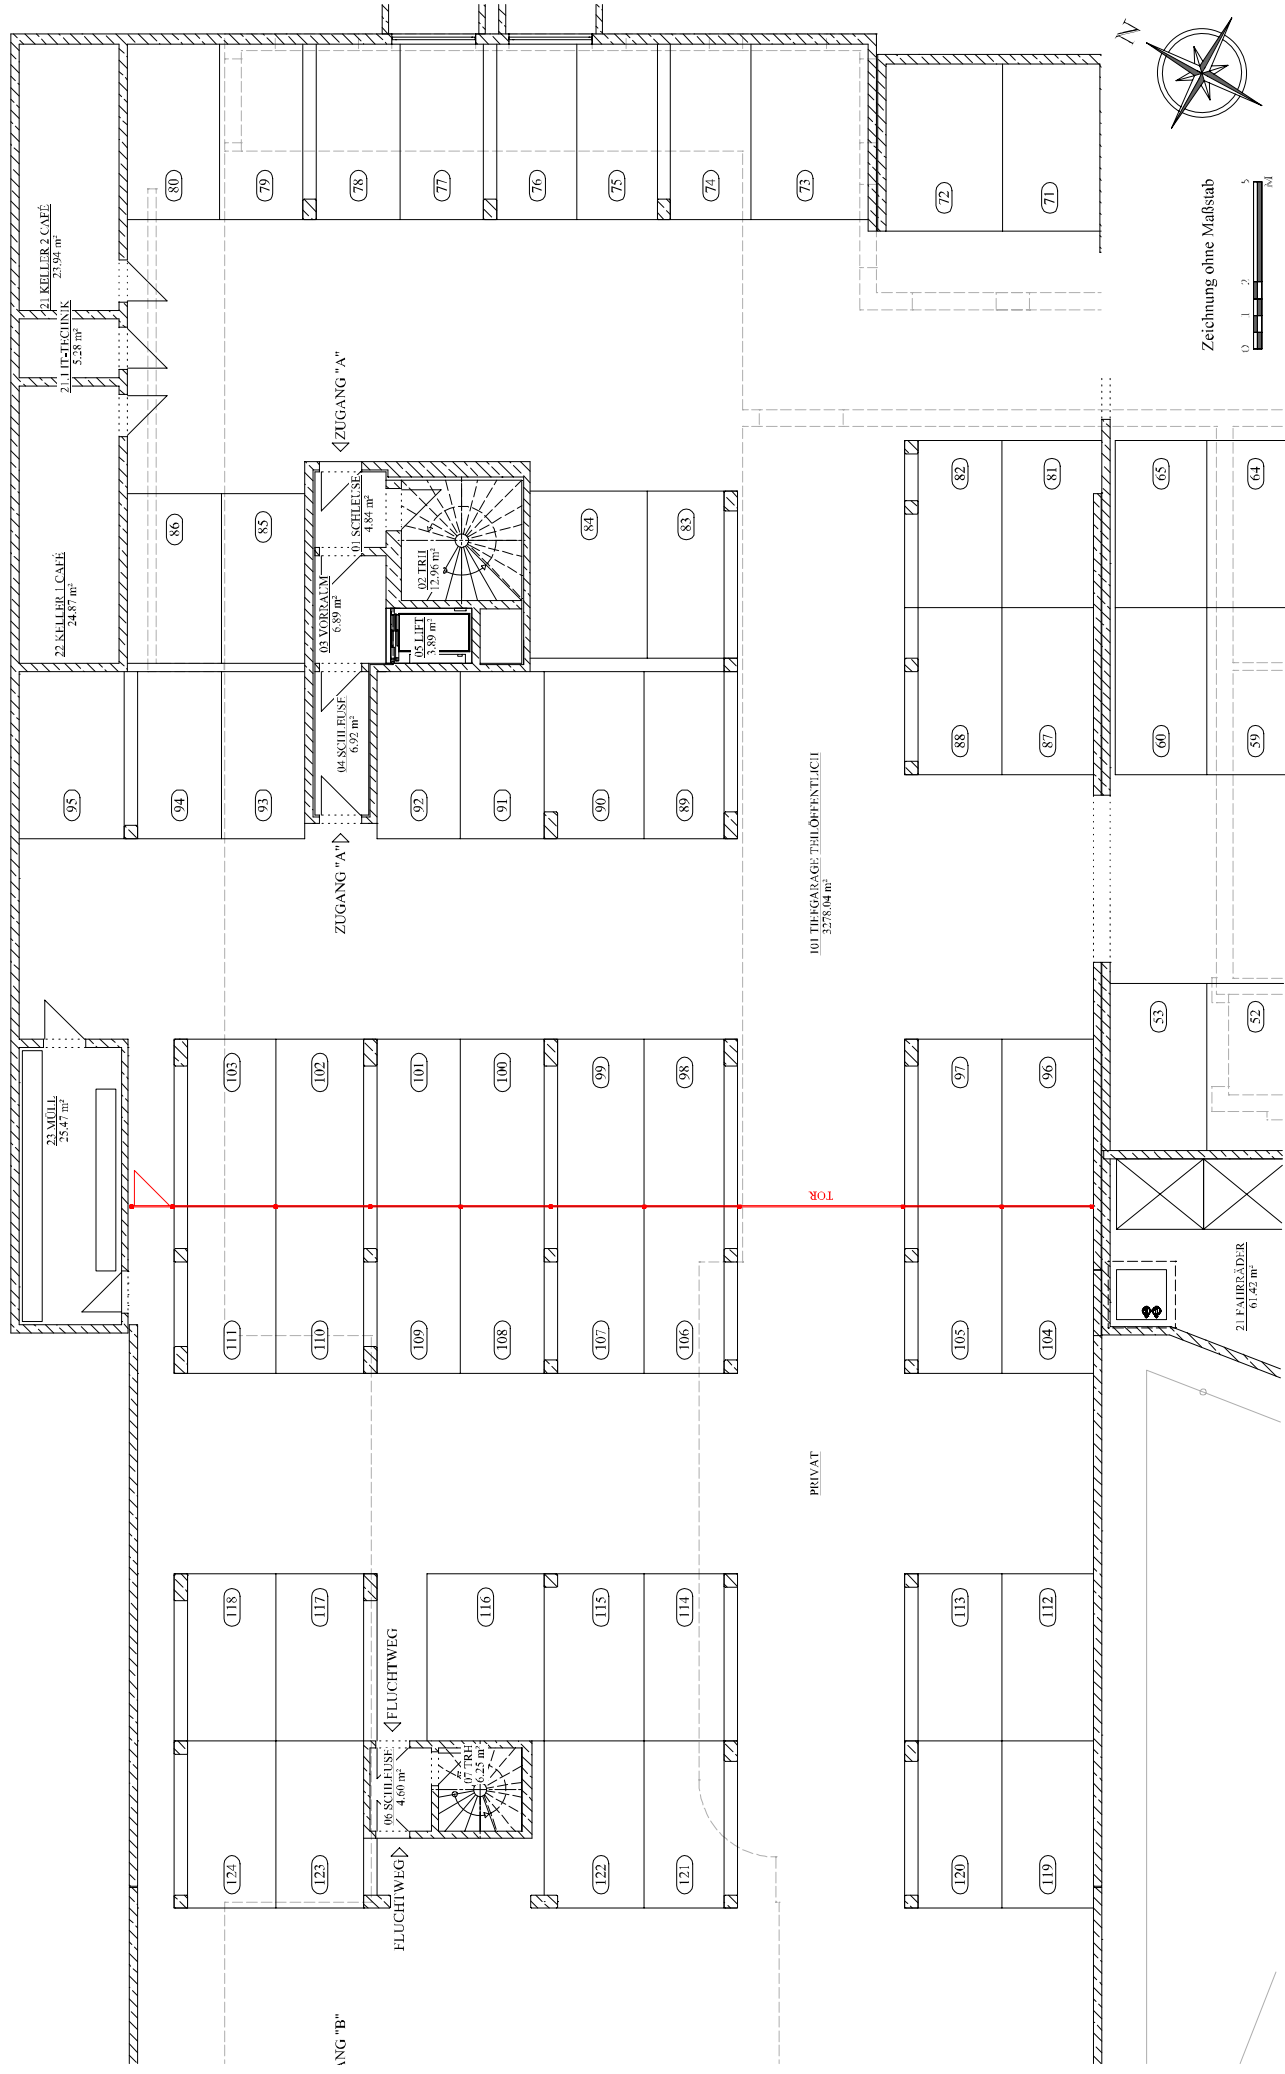 N
Zeichnung ohne Maßstab
0 1 2 5
M
80
79
78
77
76
75
74
73
72
71
21 KELLER 2 CAFÉ
23.94 m²
21.1 IT-TECHNIK
5.28 m²
22 KELLER 1 CAFÉ
24.87 m²
ZUGANG "A"
01 SCHLEUSE
4.84 m²
02 TRH
12.96 m²
03 VORRAUM
6.89 m²
05 LIFT
3.89 m²
04 SCHLEUSE
6.92 m²
ZUGANG "A"
86
85
84
83
82
81
65
64
95
94
93
92
91
90
89
88
87
60
59
101 TIEFGARAGE TEILÖFFENTLICH
3278.04 m²
53
52
23 MÜLL
25.47 m²
103
102
101
100
99
98
97
96
TOR
111
110
109
108
107
106
105
104
21 FAHRRÄDER
61.42 m²
PRIVAT
118
117
116
115
114
113
112
FLUCHTWEG
06 SCHLEUSE
4.60 m²
07 TRH
6.25 m²
FLUCHTWEG
124
123
122
121
120
119
ANG "B"